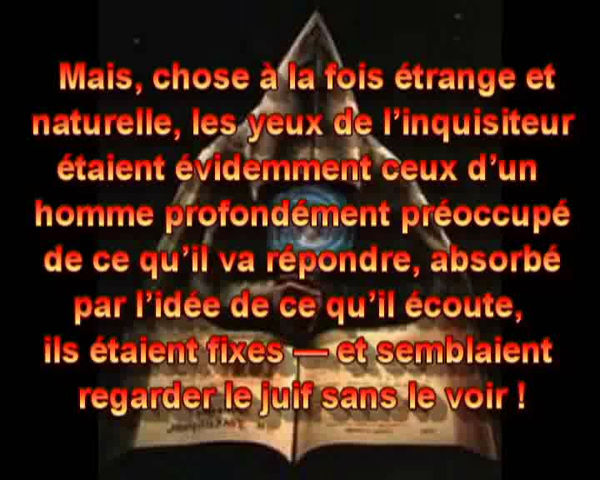 Mais, chose à la fois étrange et
naturelle, les yeux de l’inquisiteur
étaient évidemment ceux d’un
homme profondément préoccupé
de ce qu’il va répondre, absorbé
par l’idée de ce qu’il écoute,
ils étaient fixes — et semblaient
regarder le juif sans le voir !